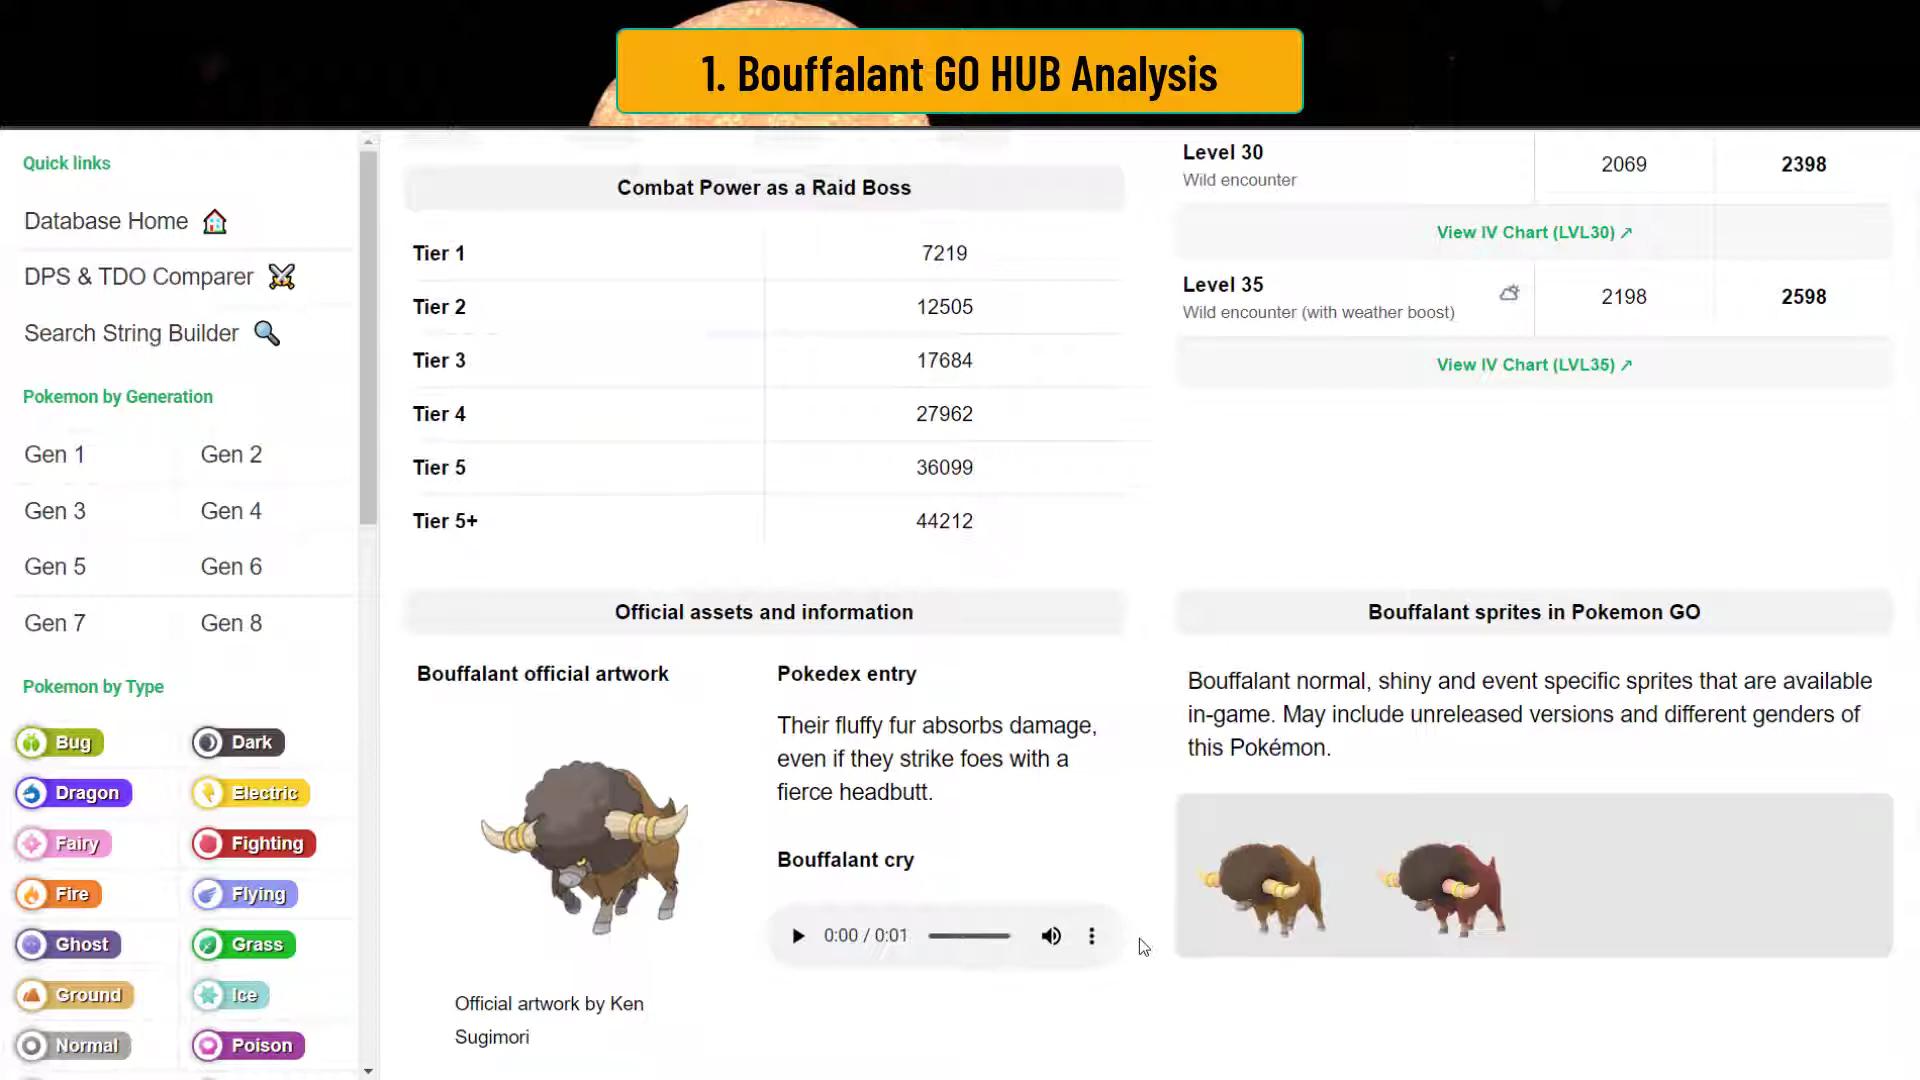 1. Bouffalant GO HUB Analysis
Quick links
Database Home
DPS & TDO Comparer
Search String Builder
Pokemon by Generation
Gen 1 Gen 2
Gen 3 Gen 4
Gen 5 Gen 6
Gen 7 Gen 8
Pokemon by Type
Bug Dark
Dragon Electric
Fairy Fighting
Fire Flying
Ghost Grass
Ground Ice
Normal Poison
Combat Power as a Raid Boss
Tier 1 7219
Tier 2 12505
Tier 3 17684
Tier 4 27962
Tier 5 36099
Tier 5+ 44212
Level 30 2069 2398
Wild encounter
View IV Chart (LVL30) ↗
Level 35 2198 2598
Wild encounter (with weather boost)
View IV Chart (LVL35) ↗
Official assets and information
Bouffalant official artwork
Official artwork by Ken
Sugimori
Pokedex entry
Their fluffy fur absorbs damage,
even if they strike foes with a
fierce headbutt.
Bouffalant cry
0:00 / 0:01
Bouffalant sprites in Pokemon GO
Bouffalant normal, shiny and event specific sprites that are available
in-game. May include unreleased versions and different genders of
this Pokémon.